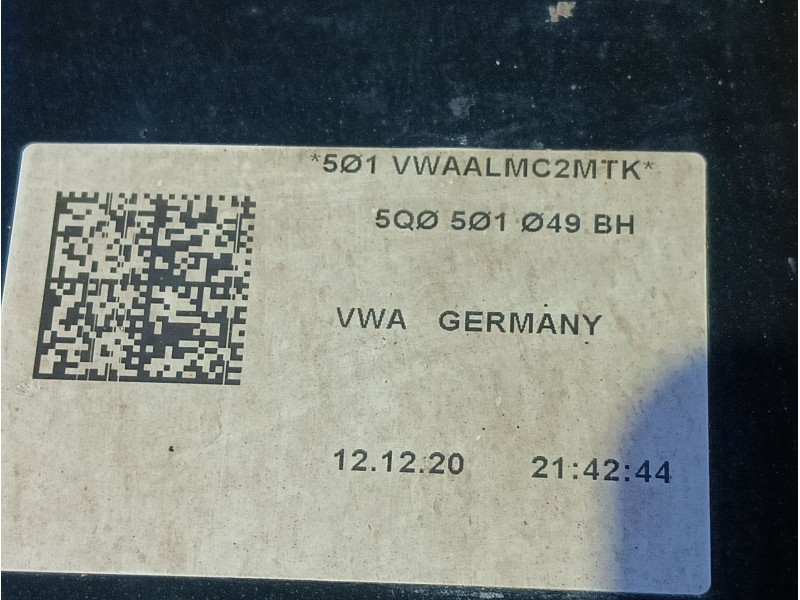 *5Ø1 VWAALMC2MTK*
5QØ 5Ø1 Ø49 BH
VWA GERMANY
12.12.20 21:42:44